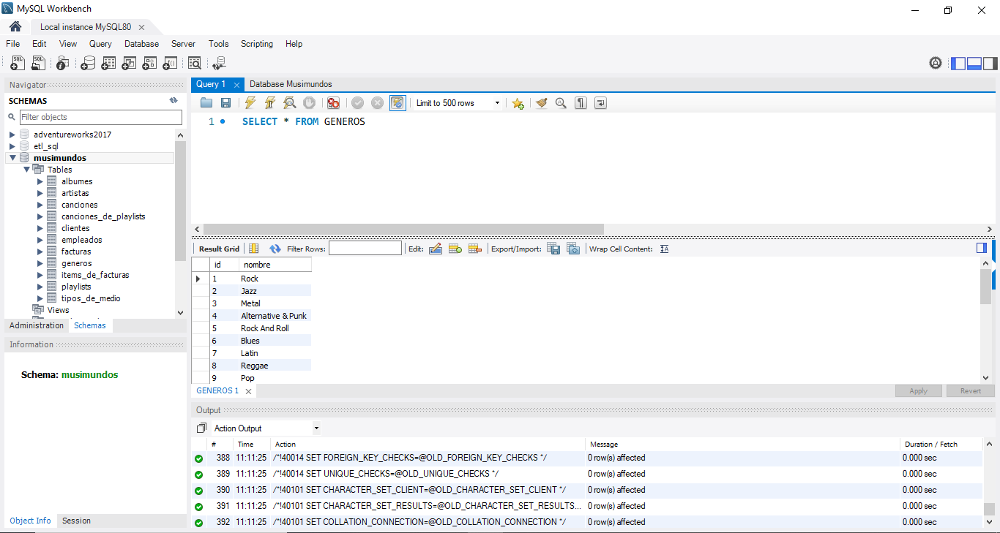 MySQL Workbench
Local instance MySQL80
File Edit View Query Database Server Tools Scripting Help
Navigator
SCHEMAS
Filter objects
adventureworks2017
etl_sql
musimundos
Tables
albumes
artistas
canciones
canciones_de_playlists
clientes
empleados
facturas
generos
items_de_facturas
playlists
tipos_de_medio
Views
Administration Schemas
Information
Schema: musimundos
Object Info Session
Query 1 Database Musimundos
Limit to 500 rows
1 SELECT * FROM GENEROS
Result Grid Filter Rows: Edit: Export/Import: Wrap Cell Content:
id nombre
1 Rock
2 Jazz
3 Metal
4 Alternative & Punk
5 Rock And Roll
6 Blues
7 Latin
8 Reggae
9 Pop
GENEROS 1 Apply Revert
Output
Action Output
# Time Action Message Duration / Fetch
388 11:11:25 /*!40014 SET FOREIGN_KEY_CHECKS=@OLD_FOREIGN_KEY_CHECKS */ 0 row(s) affected 0.000 sec
389 11:11:25 /*!40014 SET UNIQUE_CHECKS=@OLD_UNIQUE_CHECKS */ 0 row(s) affected 0.000 sec
390 11:11:25 /*!40101 SET CHARACTER_SET_CLIENT=@OLD_CHARACTER_SET_CLIENT */ 0 row(s) affected 0.000 sec
391 11:11:25 /*!40101 SET CHARACTER_SET_RESULTS=@OLD_CHARACTER_SET_RESULTS... 0 row(s) affected 0.000 sec
392 11:11:25 /*!40101 SET COLLATION_CONNECTION=@OLD_COLLATION_CONNECTION */ 0 row(s) affected 0.000 sec